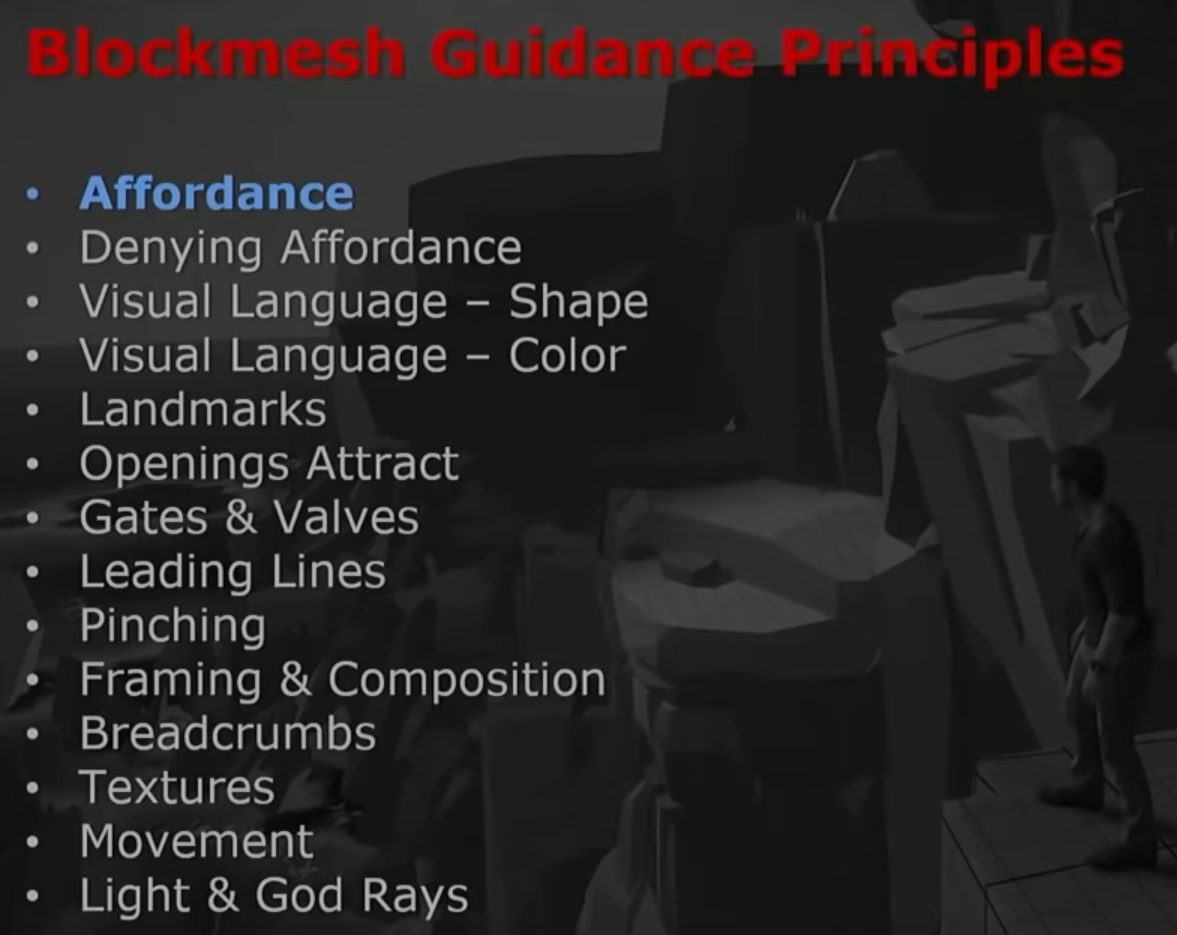 Blockmesh Guidance Principles
• Affordance
• Denying Affordance
• Visual Language – Shape
• Visual Language – Color
• Landmarks
• Openings Attract
• Gates & Valves
• Leading Lines
• Pinching
• Framing & Composition
• Breadcrumbs
• Textures
• Movement
• Light & God Rays